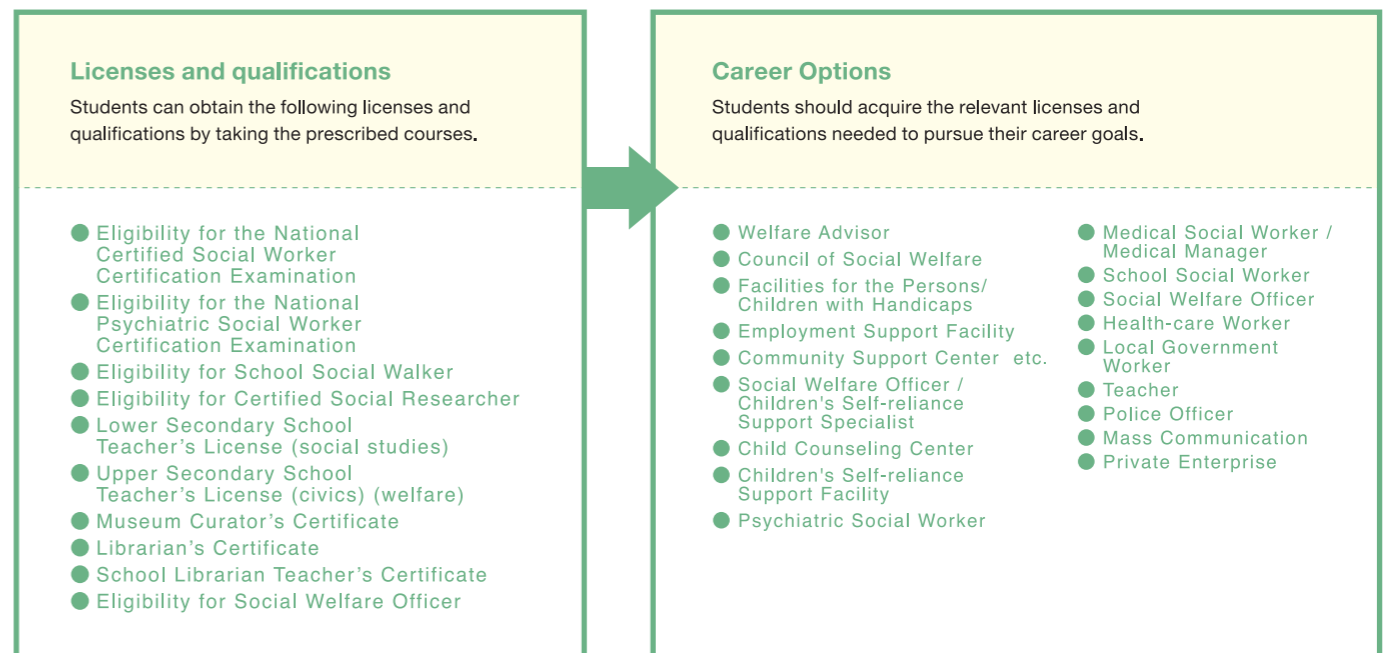 Licenses and qualifications
Students can obtain the following licenses and
qualifications by taking the prescribed courses.
● Eligibility for the National
Certified Social Worker
Certification Examination
● Eligibility for the National
Psychiatric Social Worker
Certification Examination
● Eligibility for School Social Walker
● Eligibility for Certified Social Researcher
● Lower Secondary School
Teacher's License (social studies)
● Upper Secondary School
Teacher's License (civics) (welfare)
● Museum Curator's Certificate
● Librarian's Certificate
● School Librarian Teacher's Certificate
● Eligibility for Social Welfare Officer
Career Options
Students should acquire the relevant licenses and
qualifications needed to pursue their career goals.
● Welfare Advisor
● Council of Social Welfare
● Facilities for the Persons/
Children with Handicaps
● Employment Support Facility
● Community Support Center etc.
● Social Welfare Officer /
Children's Self-reliance
Support Specialist
● Child Counseling Center
● Children's Self-reliance
Support Facility
● Psychiatric Social Worker
● Medical Social Worker /
Medical Manager
● School Social Worker
● Social Welfare Officer
● Health-care Worker
● Local Government
Worker
● Teacher
● Police Officer
● Mass Communication
● Private Enterprise